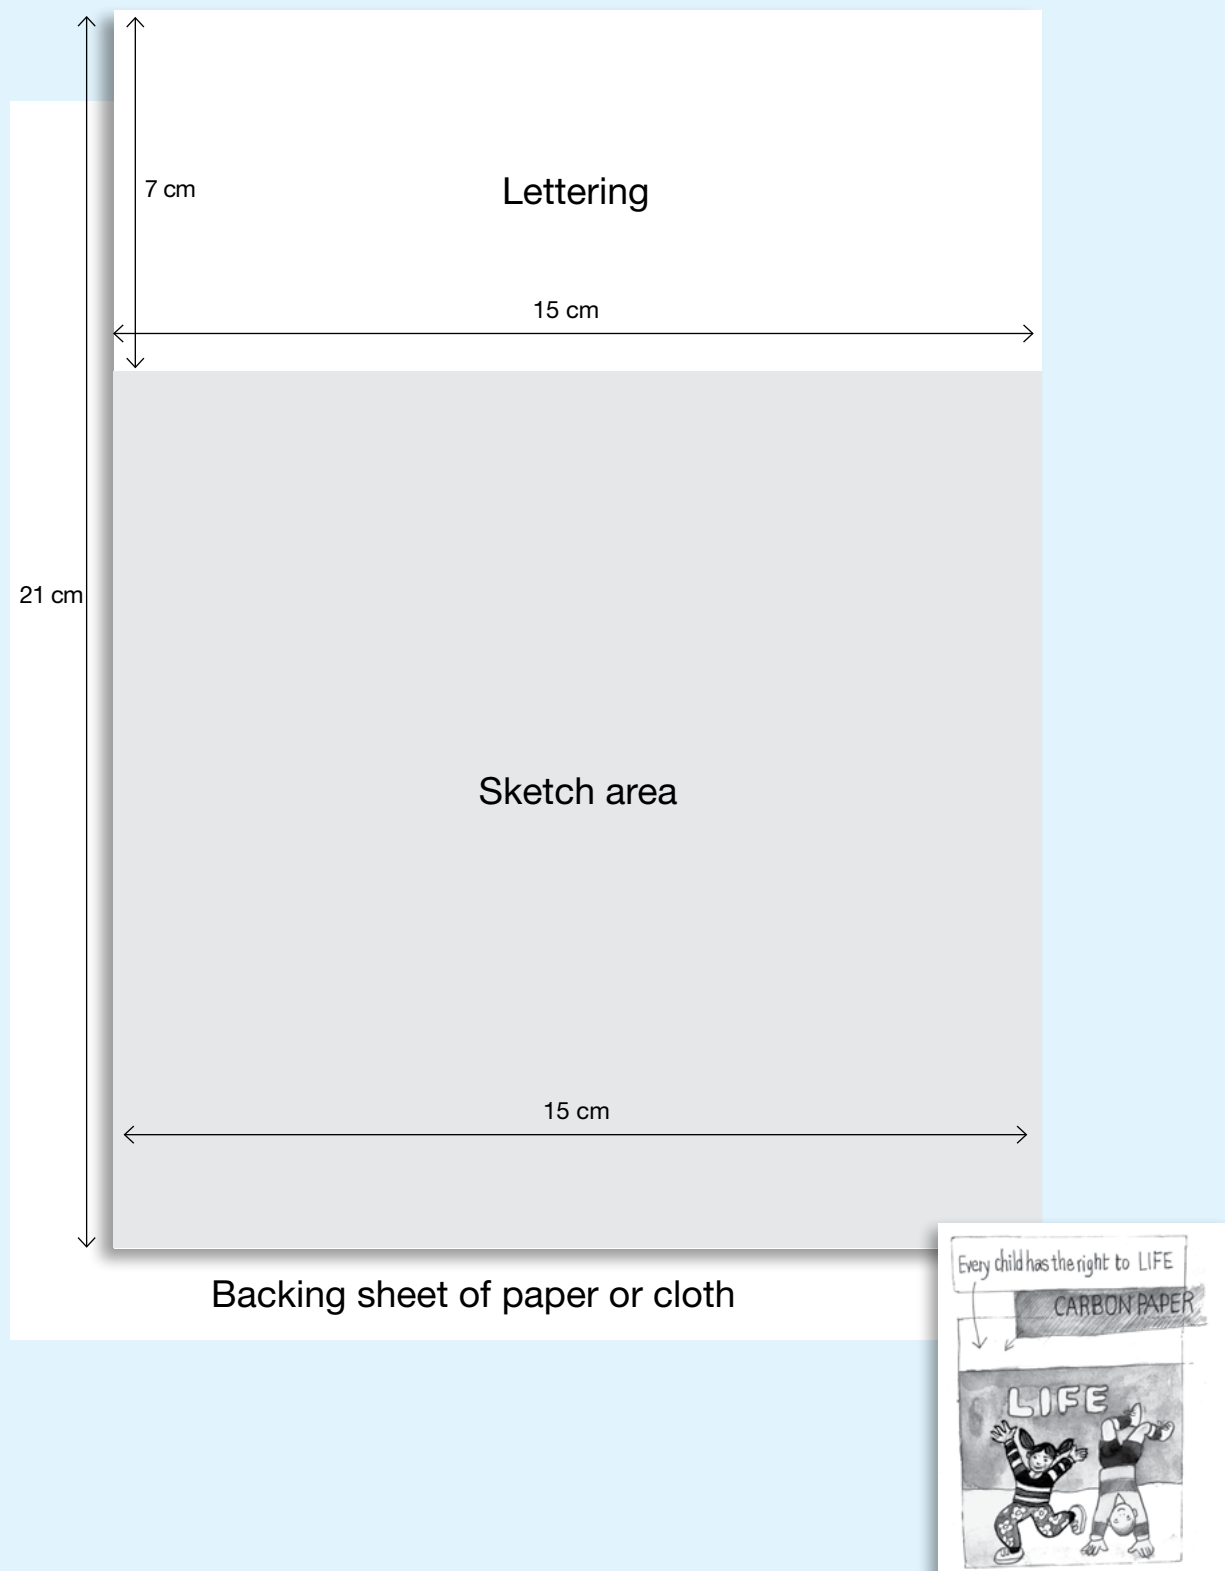 7 cm
Lettering
15 cm
21 cm
Sketch area
15 cm
Backing sheet of paper or cloth
Every child has the right to LIFE
CARBON PAPER
LIFE